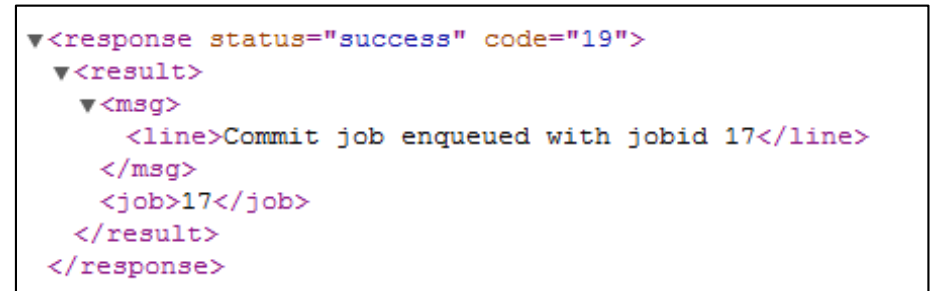 ▼<response status="success" code="19">
▼<result>
▼<msg>
<line>Commit job enqueued with jobid 17</line>
</msg>
<job>17</job>
</result>
</response>